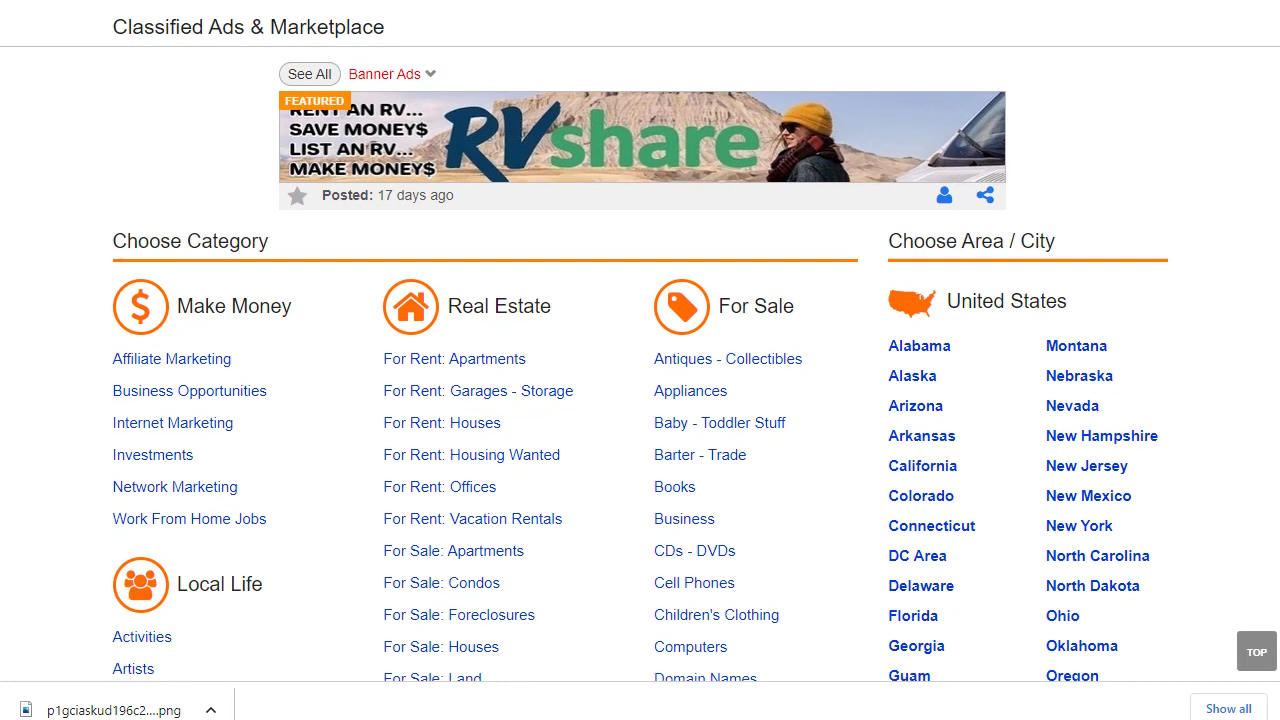 Classified Ads & Marketplace
See All Banner Ads
FEATURED
RENT AN RV...
SAVE MONEY$
LIST AN RV...
MAKE MONEY$
RVshare
Posted: 17 days ago
Choose Category
Make Money
Affiliate Marketing
Business Opportunities
Internet Marketing
Investments
Network Marketing
Work From Home Jobs
Local Life
Activities
Artists
Real Estate
For Rent: Apartments
For Rent: Garages - Storage
For Rent: Houses
For Rent: Housing Wanted
For Rent: Offices
For Rent: Vacation Rentals
For Sale: Apartments
For Sale: Condos
For Sale: Foreclosures
For Sale: Houses
For Sale: Land
For Sale
Antiques - Collectibles
Appliances
Baby - Toddler Stuff
Barter - Trade
Books
Business
CDs - DVDs
Cell Phones
Children's Clothing
Computers
Domain Names
Choose Area / City
United States
Alabama
Alaska
Arizona
Arkansas
California
Colorado
Connecticut
DC Area
Delaware
Florida
Georgia
Guam
Montana
Nebraska
Nevada
New Hampshire
New Jersey
New Mexico
New York
North Carolina
North Dakota
Ohio
Oklahoma
Oregon
TOP
p1gciaskud196c2....png
Show all